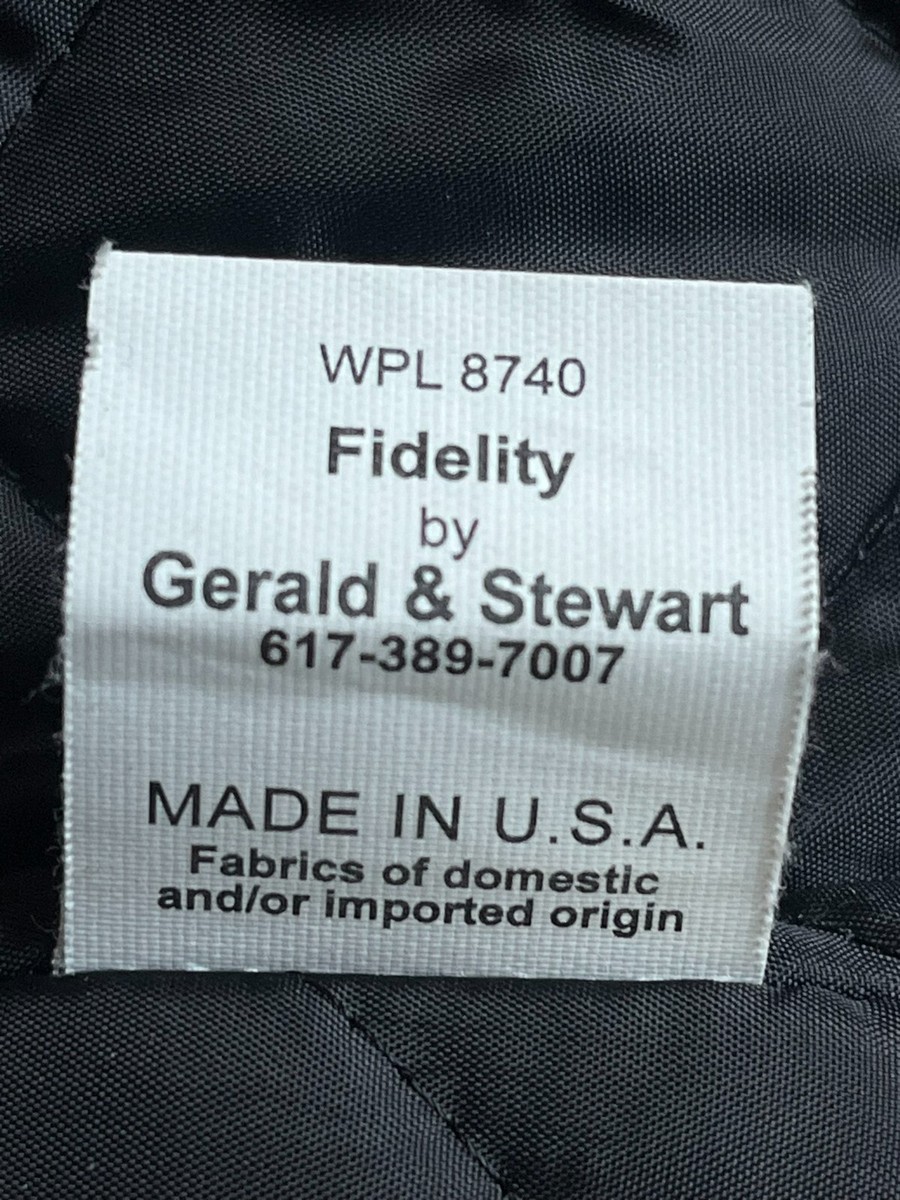 WPL 8740
Fidelity
by
Gerald & Stewart
617-389-7007
MADE IN U.S.A.
Fabrics of domestic
and/or imported origin